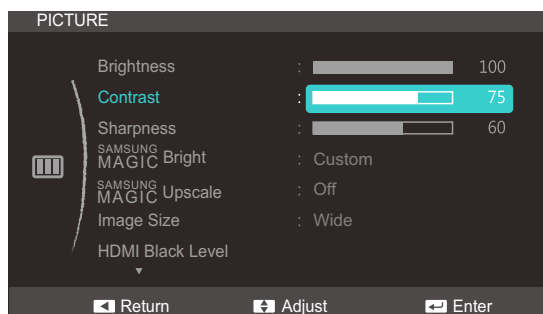 PICTURE
Brightness : 100
Contrast : 75
Sharpness : 60
SAMSUNG MAGIC Bright : Custom
SAMSUNG MAGIC Upscale : Off
Image Size : Wide
HDMI Black Level
Return Adjust Enter